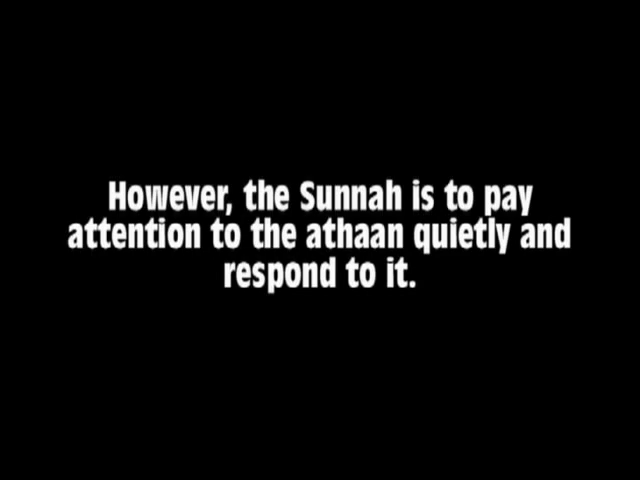 However, the Sunnah is to pay
attention to the athaan quietly and
respond to it.